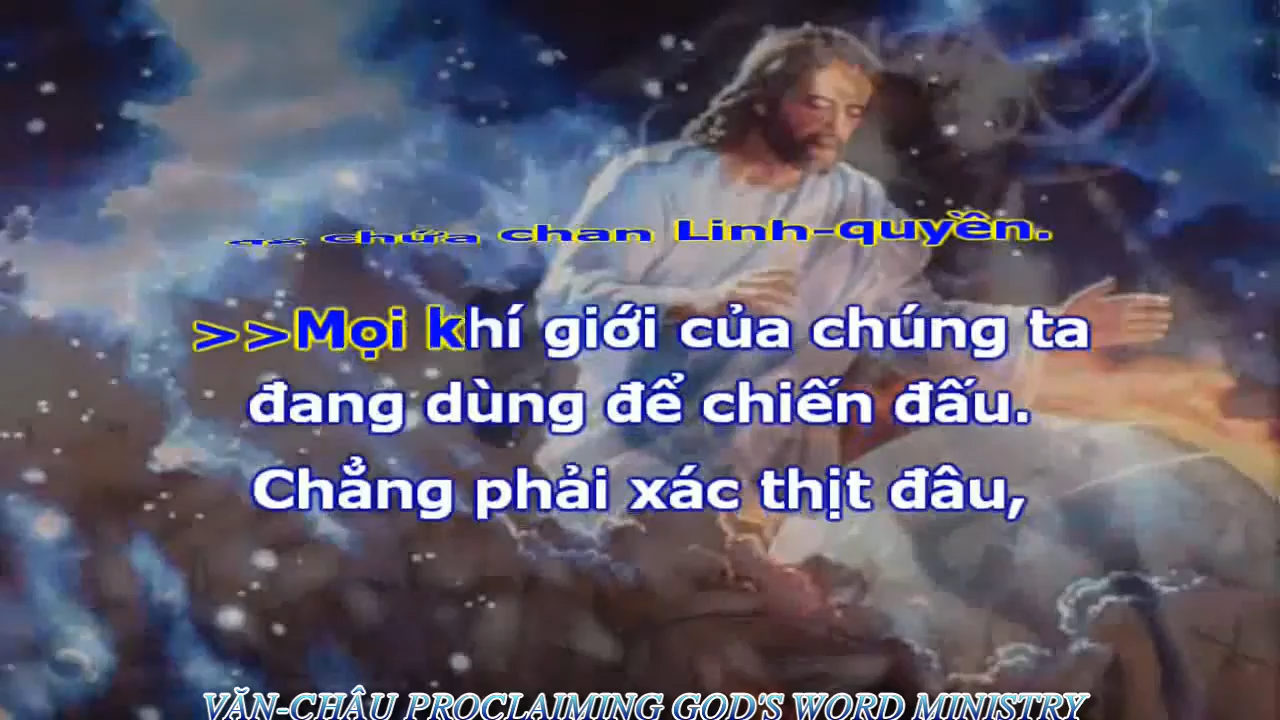 chứa chan Linh-quyền.
>>Mọi khí giới của chúng ta
đang dùng để chiến đấu.
Chẳng phải xác thịt đâu,
VĂN-CHÂU PROCLAIMING GOD'S WORD MINISTRY